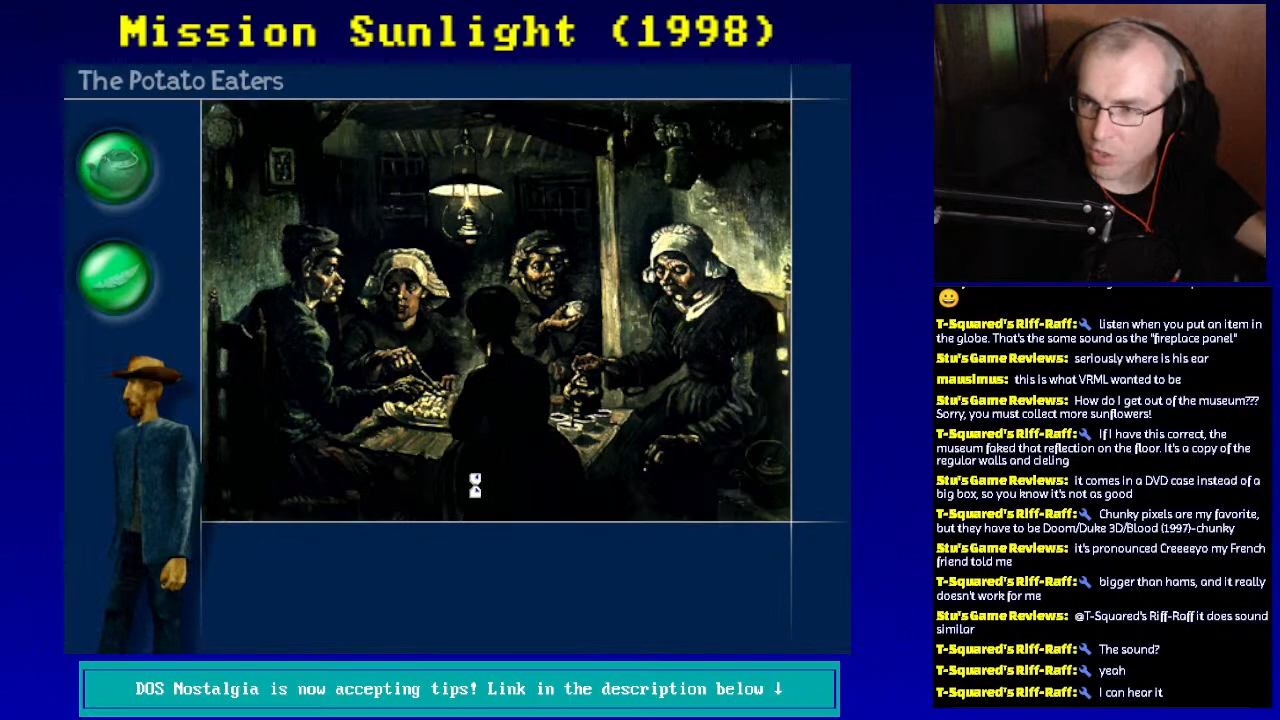 Mission Sunlight (1998)
The Potato Eaters
T-Squared's Riff-Raff: listen when you put an item in
the globe. That's the same sound as the "fireplace panel"
Stu's Game Reviews: seriously where is his ear
mausimus: this is what VRML wanted to be
Stu's Game Reviews: How do I get out of the museum???
Sorry, you must collect more sunflowers!
T-Squared's Riff-Raff: If I have this correct, the
museum faked that reflection on the floor. It's a copy of the
regular walls and cieling
Stu's Game Reviews: it comes in a DVD case instead of a
big box, so you know it's not as good
T-Squared's Riff-Raff: Chunky pixels are my favorite,
but they have to be Doom/Duke 3D/Blood (1997)-chunky
Stu's Game Reviews: it's pronounced Creeeeyo my French
friend told me
T-Squared's Riff-Raff: bigger than hams, and it really
doesn't work for me
Stu's Game Reviews: @T-Squared's Riff-Raff it does sound
similar
T-Squared's Riff-Raff: The sound?
T-Squared's Riff-Raff: yeah
T-Squared's Riff-Raff: I can hear it
DOS Nostalgia is now accepting tips! Link in the description below ↓